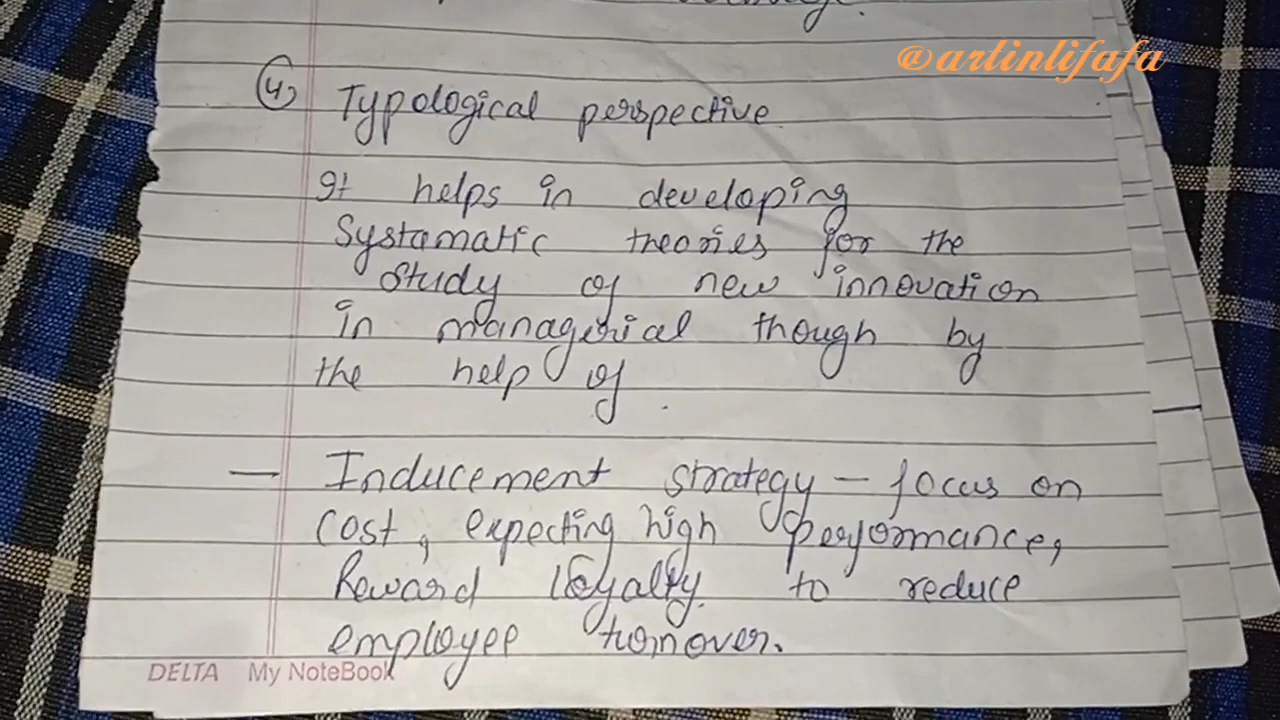 @artinlifafa
(4) Typological perspective
It helps in developing
Systamatic theories for the
study of new innovation
in managerial though by
the help of
— Inducement strategy – focus on
cost, expecting high performance,
Reward loyalty to reduce
employee turnover.
DELTA My NoteBook